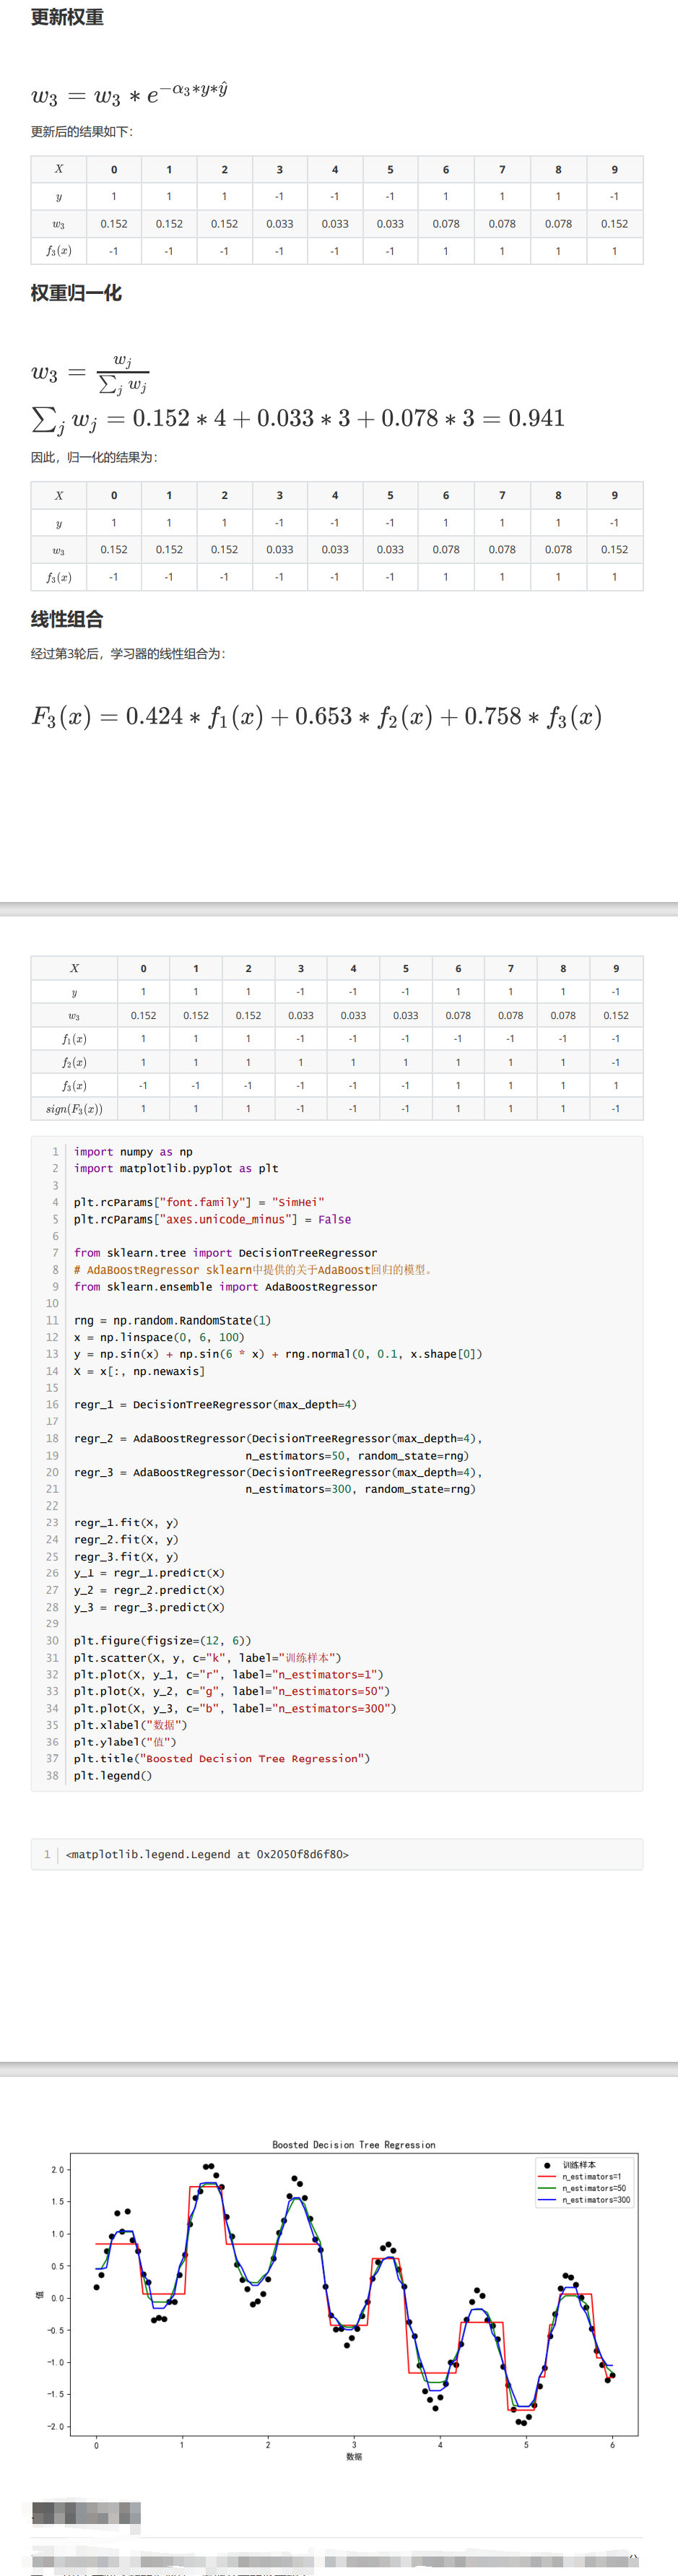 更新权重
w₃ = w₃ * e^{−α₃*y*ŷ}
更新后的结果如下：
X 0 1 2 3 4 5 6 7 8 9
y 1 1 1 -1 -1 -1 1 1 1 -1
w₃ 0.152 0.152 0.152 0.033 0.033 0.033 0.078 0.078 0.078 0.152
f₃(x) -1 -1 -1 -1 -1 -1 1 1 1 1
权重归一化
w₃ = w_j / ∑_j w_j
∑_j w_j = 0.152 * 4 + 0.033 * 3 + 0.078 * 3 = 0.941
因此，归一化的结果为：
X 0 1 2 3 4 5 6 7 8 9
y 1 1 1 -1 -1 -1 1 1 1 -1
w₃ 0.152 0.152 0.152 0.033 0.033 0.033 0.078 0.078 0.078 0.152
f₃(x) -1 -1 -1 -1 -1 -1 1 1 1 1
线性组合
经过第3轮后，学习器的线性组合为：
F₃(x) = 0.424 * f₁(x) + 0.653 * f₂(x) + 0.758 * f₃(x)
X 0 1 2 3 4 5 6 7 8 9
y 1 1 1 -1 -1 -1 1 1 1 -1
w₃ 0.152 0.152 0.152 0.033 0.033 0.033 0.078 0.078 0.078 0.152
f₁(x) 1 1 1 -1 -1 -1 -1 -1 -1 -1
f₂(x) 1 1 1 1 1 1 1 1 1 -1
f₃(x) -1 -1 -1 -1 -1 -1 1 1 1 1
sign(F₃(x)) 1 1 1 -1 -1 -1 1 1 1 -1
1 import numpy as np
2 import matplotlib.pyplot as plt
3
4 plt.rcParams["font.family"] = "SimHei"
5 plt.rcParams["axes.unicode_minus"] = False
6
7 from sklearn.tree import DecisionTreeRegressor
8 # AdaBoostRegressor sklearn中提供的关于AdaBoost回归的模型。
9 from sklearn.ensemble import AdaBoostRegressor
10
11 rng = np.random.RandomState(1)
12 x = np.linspace(0, 6, 100)
13 y = np.sin(x) + np.sin(6 * x) + rng.normal(0, 0.1, x.shape[0])
14 X = x[:, np.newaxis]
15
16 regr_1 = DecisionTreeRegressor(max_depth=4)
17
18 regr_2 = AdaBoostRegressor(DecisionTreeRegressor(max_depth=4),
19 n_estimators=50, random_state=rng)
20 regr_3 = AdaBoostRegressor(DecisionTreeRegressor(max_depth=4),
21 n_estimators=300, random_state=rng)
22
23 regr_1.fit(X, y)
24 regr_2.fit(X, y)
25 regr_3.fit(X, y)
26 y_1 = regr_1.predict(X)
27 y_2 = regr_2.predict(X)
28 y_3 = regr_3.predict(X)
29
30 plt.figure(figsize=(12, 6))
31 plt.scatter(X, y, c="k", label="训练样本")
32 plt.plot(X, y_1, c="r", label="n_estimators=1")
33 plt.plot(X, y_2, c="g", label="n_estimators=50")
34 plt.plot(X, y_3, c="b", label="n_estimators=300")
35 plt.xlabel("数据")
36 plt.ylabel("值")
37 plt.title("Boosted Decision Tree Regression")
38 plt.legend()
1 <matplotlib.legend.Legend at 0x2050f8d6f80>
Boosted Decision Tree Regression
训练样本
n_estimators=1
n_estimators=50
n_estimators=300
2.0
1.5
1.0
0.5
0.0
-0.5
-1.0
-1.5
-2.0
值
0 1 2 3 4 5 6
数据